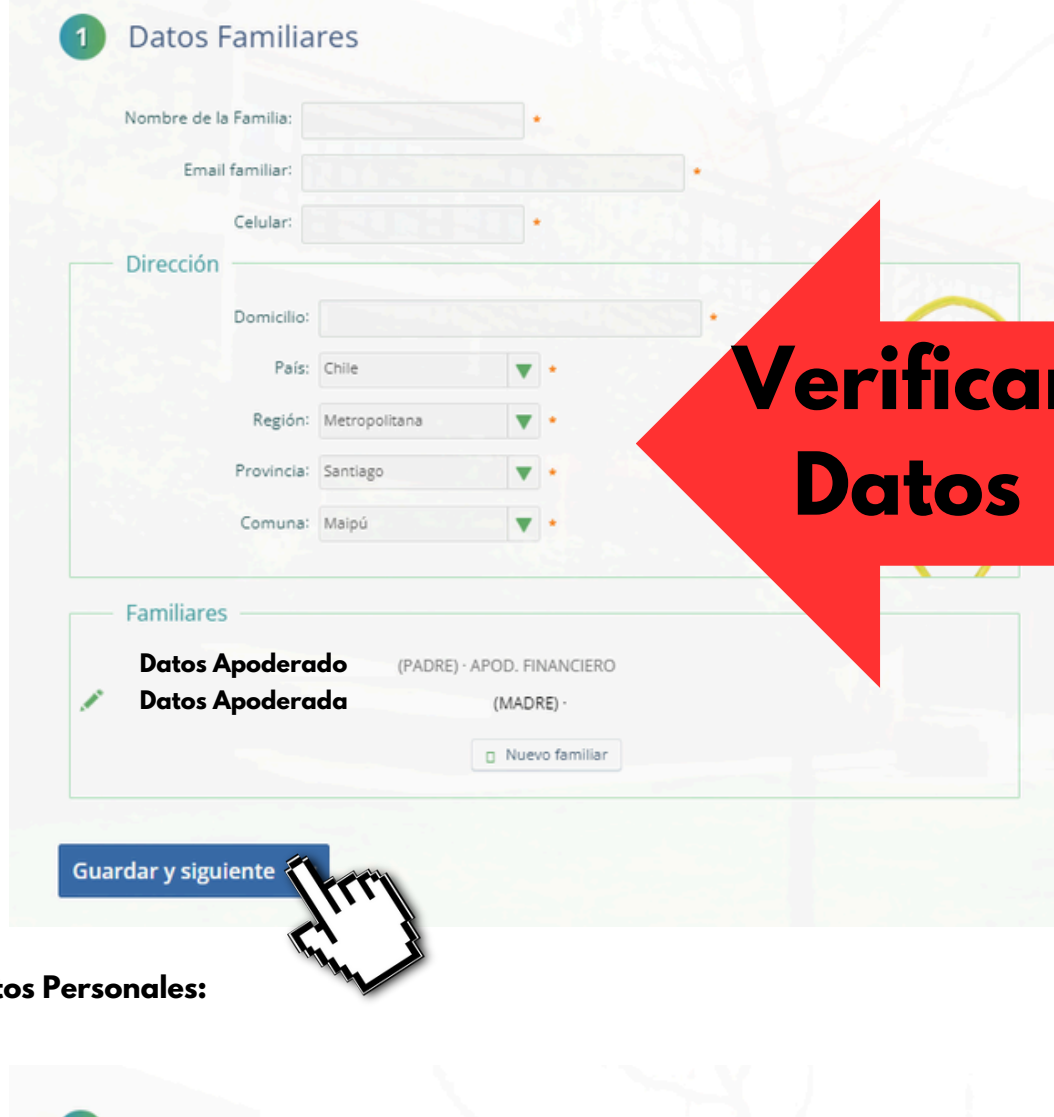 1 Datos Familiares
Nombre de la Familia: *
Email familiar: *
Celular: *
Dirección
Domicilio: *
País: Chile *
Región: Metropolitana *
Provincia: Santiago *
Comuna: Maipú *
Verificar
Datos
Familiares
Datos Apoderado (PADRE) - APOD. FINANCIERO
Datos Apoderada (MADRE) -
Nuevo familiar
Guardar y siguiente
tos Personales: